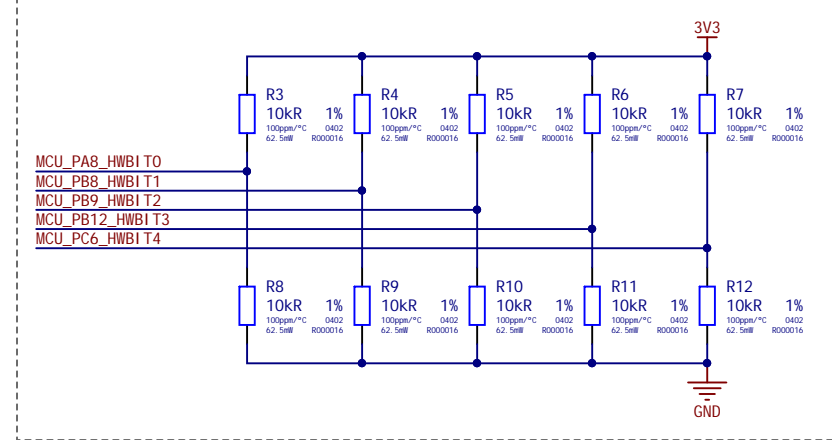 3V3
R3 R4 R5 R6 R7
10kR 1% 10kR 1% 10kR 1% 10kR 1% 10kR 1%
100ppm/°C 0402 100ppm/°C 0402 100ppm/°C 0402 100ppm/°C 0402 100ppm/°C 0402
62.5mW R000016 62.5mW R000016 62.5mW R000016 62.5mW R000016 62.5mW R000016
MCU_PA8_HWBIT0
MCU_PB8_HWBIT1
MCU_PB9_HWBIT2
MCU_PB12_HWBIT3
MCU_PC6_HWBIT4
R8 R9 R10 R11 R12
10kR 1% 10kR 1% 10kR 1% 10kR 1% 10kR 1%
100ppm/°C 0402 100ppm/°C 0402 100ppm/°C 0402 100ppm/°C 0402 100ppm/°C 0402
62.5mW R000016 62.5mW R000016 62.5mW R000016 62.5mW R000016 62.5mW R000016
GND